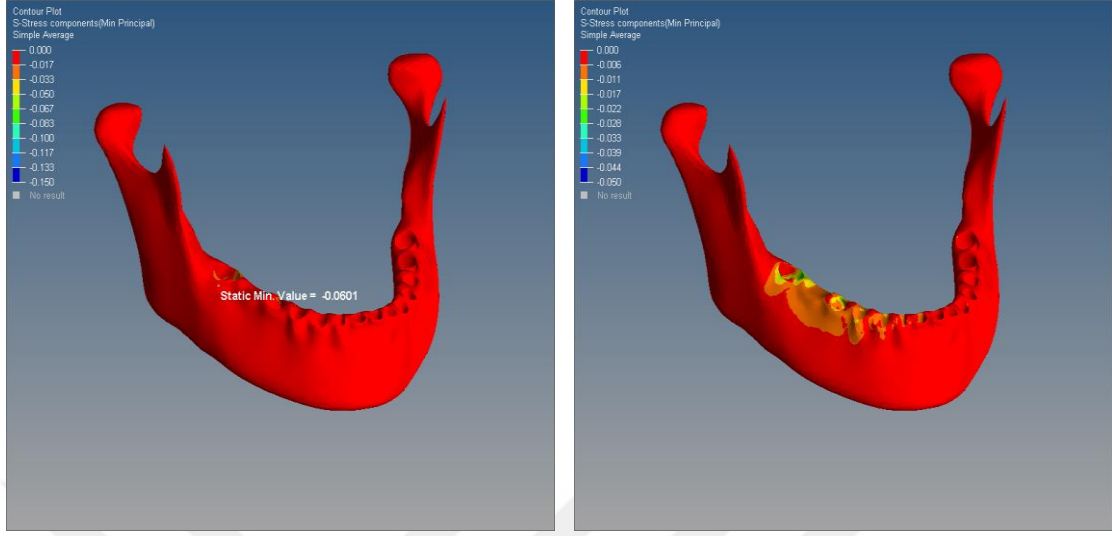 Contour Plot
S-Stress components(Min Principal)
Simple Average
0.000
-0.017
-0.033
-0.050
-0.067
-0.083
-0.100
-0.117
-0.133
-0.150
No result
Static Min. Value = -0.0601
Contour Plot
S-Stress components(Min Principal)
Simple Average
0.000
-0.006
-0.011
-0.017
-0.022
-0.028
-0.033
-0.039
-0.044
-0.050
No result